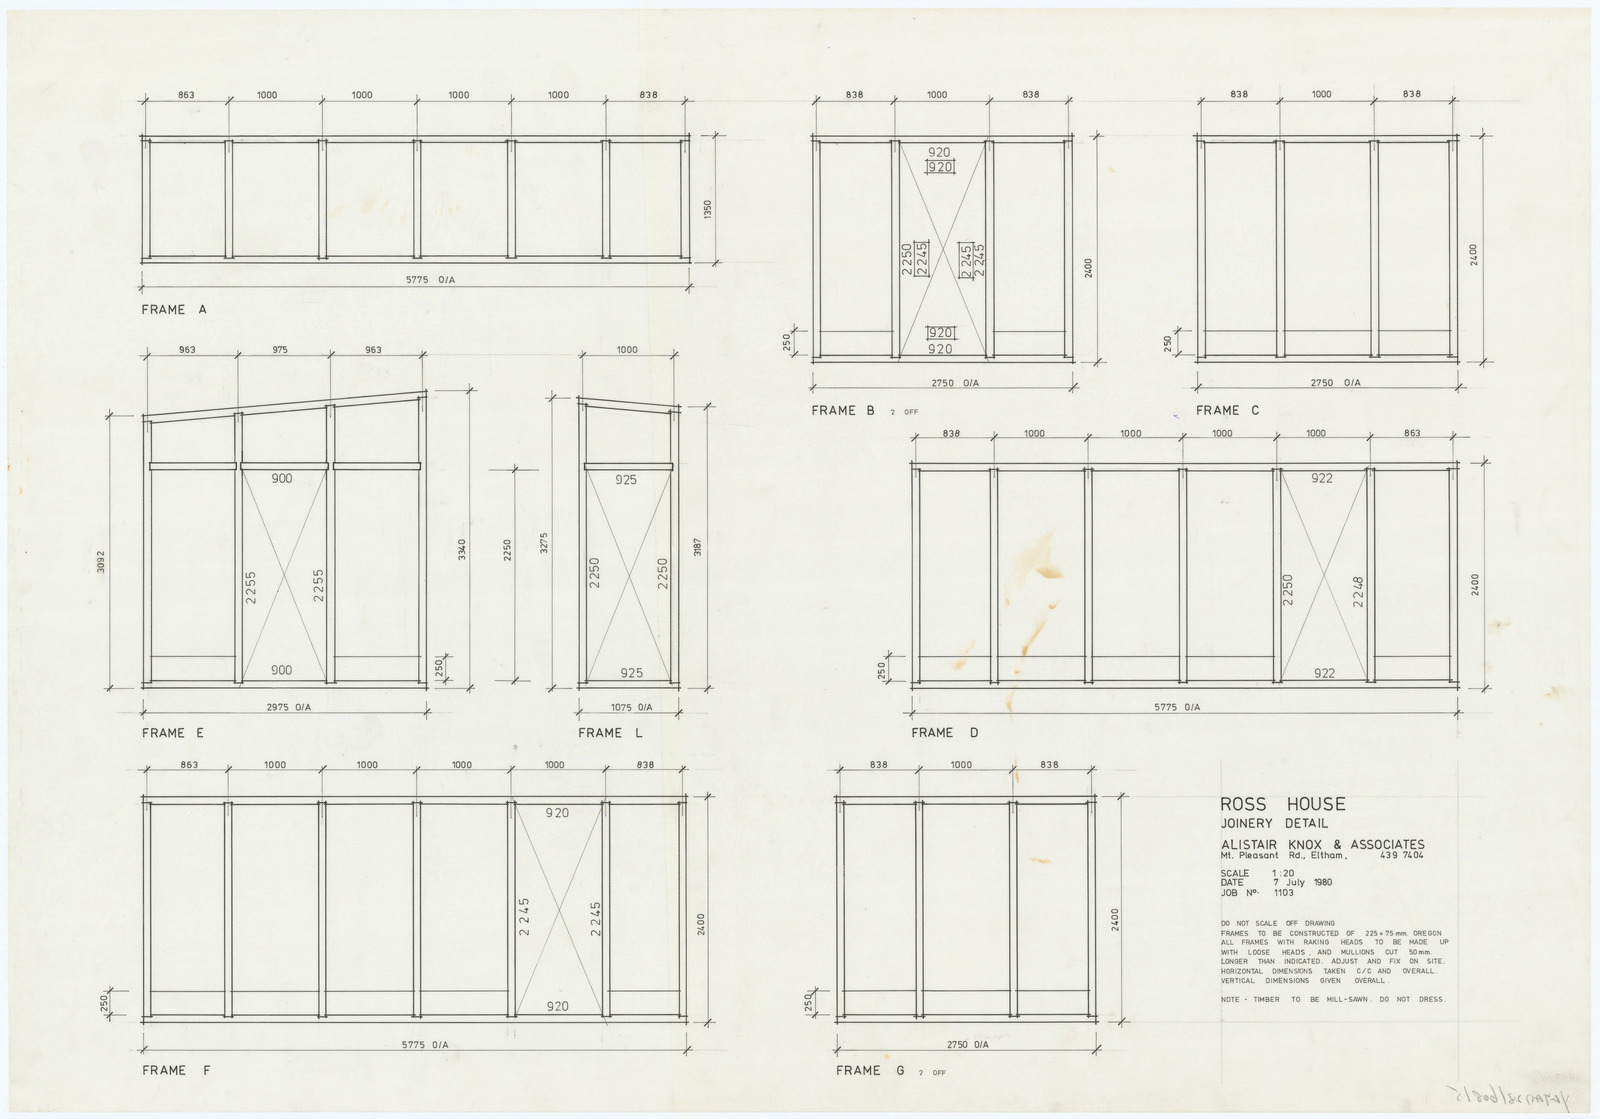 863 1000 1000 1000 1000 838
1350
5775 O/A
FRAME A
838 1000 838
920
920
2250 2245 2245 2245
920
920
250
2400
2750 O/A
FRAME B 2 OFF
838 1000 838
250
2400
2750 O/A
FRAME C
963 975 963
3092
900
2255 2255
900
250
3340
2975 O/A
FRAME E
1000
2250
3275
925
2250 2250
925
3187
1075 O/A
FRAME L
838 1000 1000 1000 1000 863
922
2250 2248
922
250
2400
5775 O/A
FRAME D
863 1000 1000 1000 1000 838
920
2245 2245
920
250
2400
5775 O/A
FRAME F
838 1000 838
250
2400
2750 O/A
FRAME G 2 OFF
ROSS HOUSE
JOINERY DETAIL
ALISTAIR KNOX & ASSOCIATES
Mt. Pleasant Rd., Eltham, 439 7404
SCALE 1:20
DATE 7 July 1980
JOB Nº. 1103
DO NOT SCALE OFF DRAWING
FRAMES TO BE CONSTRUCTED OF 225 × 75 mm. OREGON
ALL FRAMES WITH RAKING HEADS TO BE MADE UP
WITH LOOSE HEADS, AND MULLIONS CUT 50mm.
LONGER THAN INDICATED. ADJUST AND FIX ON SITE.
HORIZONTAL DIMENSIONS TAKEN C/C AND OVERALL.
VERTICAL DIMENSIONS GIVEN OVERALL.
NOTE - TIMBER TO BE MILL-SAWN. DO NOT DRESS.